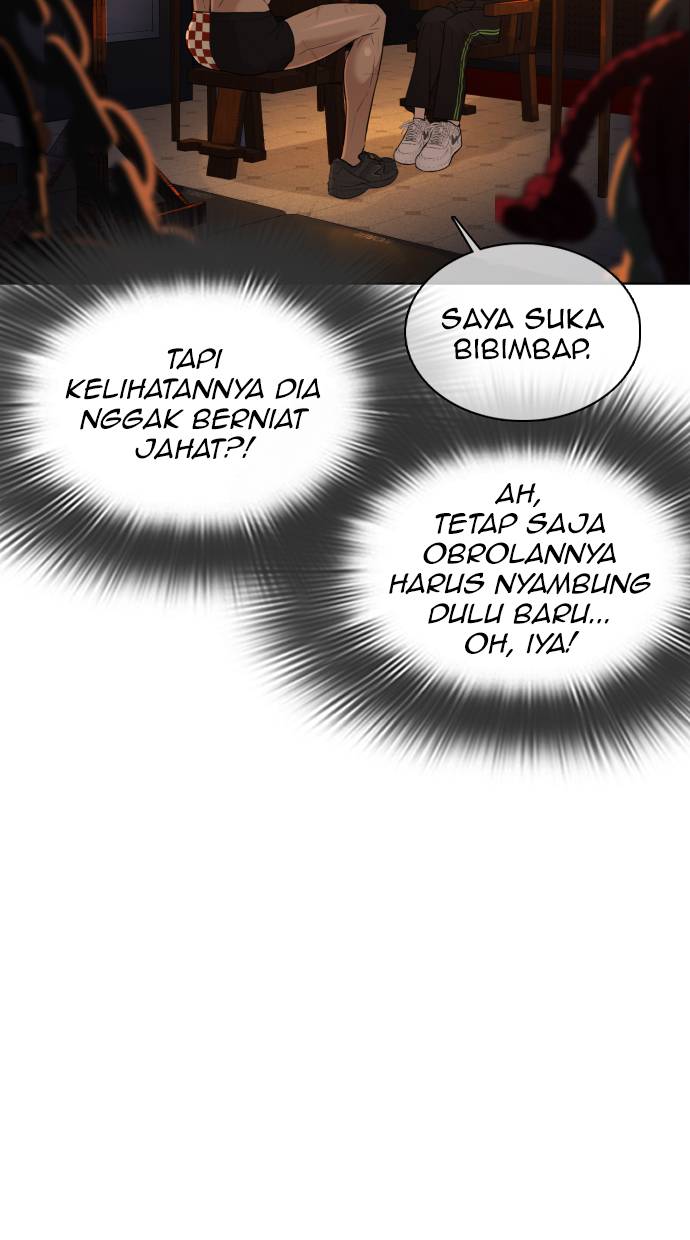 SAYA SUKA
BIBIMBAP.
TAPI
KELIHATANNYA DIA
NGGAK BERNIAT
JAHAT?!
AH,
TETAP SAJA
OBROLANNYA
HARUS NYAMBUNG
DULU BARU...
OH, IYA!